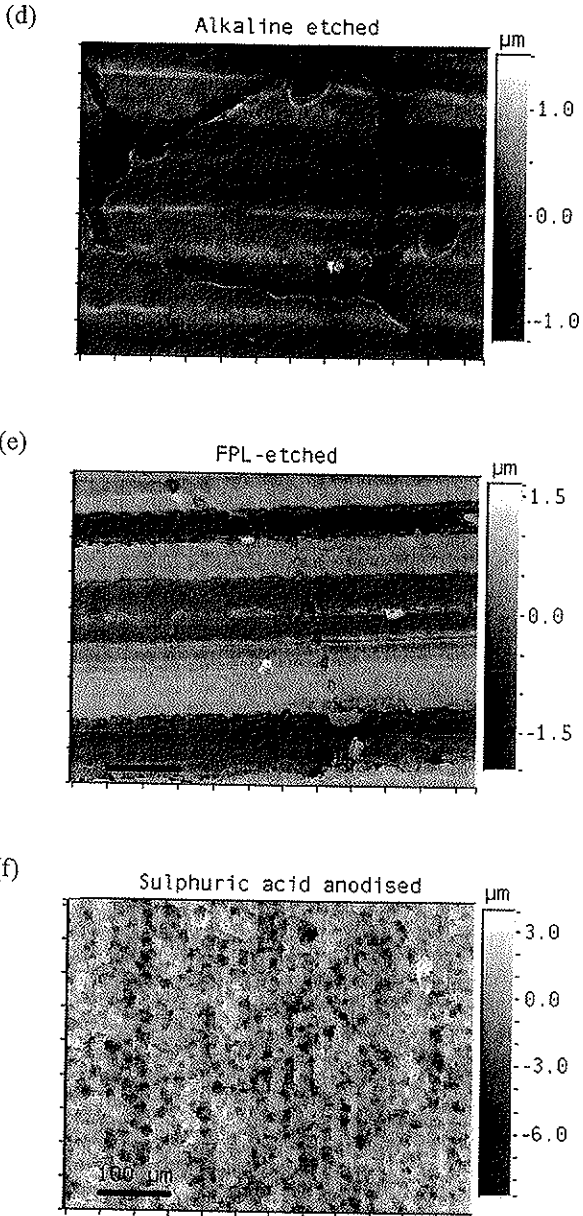 (d)
Alkaline etched
µm
1.0
0.0
-1.0
(e)
FPL-etched
µm
1.5
0.0
-1.5
(f)
Sulphuric acid anodised
µm
3.0
0.0
-3.0
-6.0
100 µm